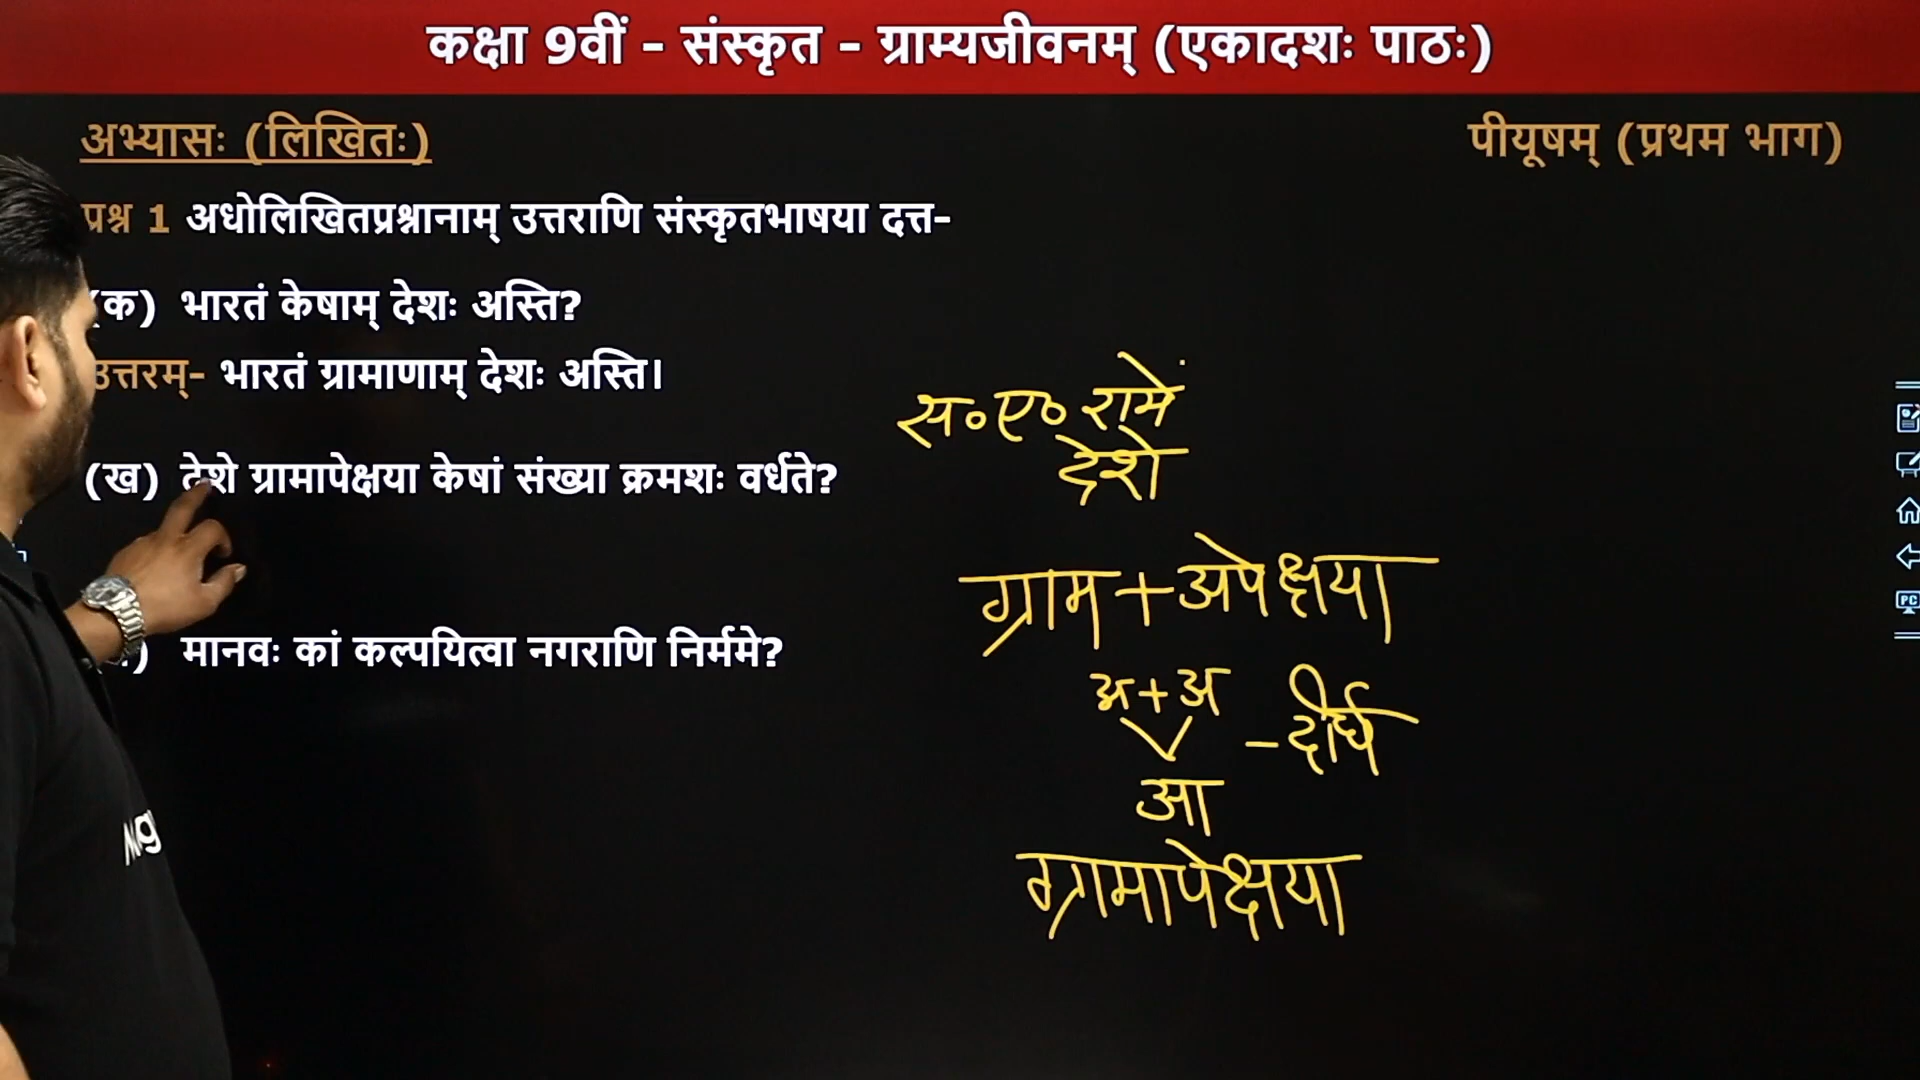 कक्षा 9वीं - संस्कृत - ग्राम्यजीवनम् (एकादशः पाठः)
अभ्यासः (लिखितः)
पीयूषम् (प्रथम भाग)
प्रश्न 1 अधोलिखितप्रश्नानाम् उत्तराणि संस्कृतभाषया दत्त-
(क) भारतं केषाम् देशः अस्ति?
उत्तरम्- भारतं ग्रामाणाम् देशः अस्ति।
(ख) देशे ग्रामापेक्षया केषां संख्या क्रमशः वर्धते?
मानवः कां कल्पयित्वा नगराणि निर्ममे?
स॰ए॰ रामे
देशे
ग्राम + अपेक्षया
अ + अ - दीर्घ
आ
ग्रामापेक्षया
PC